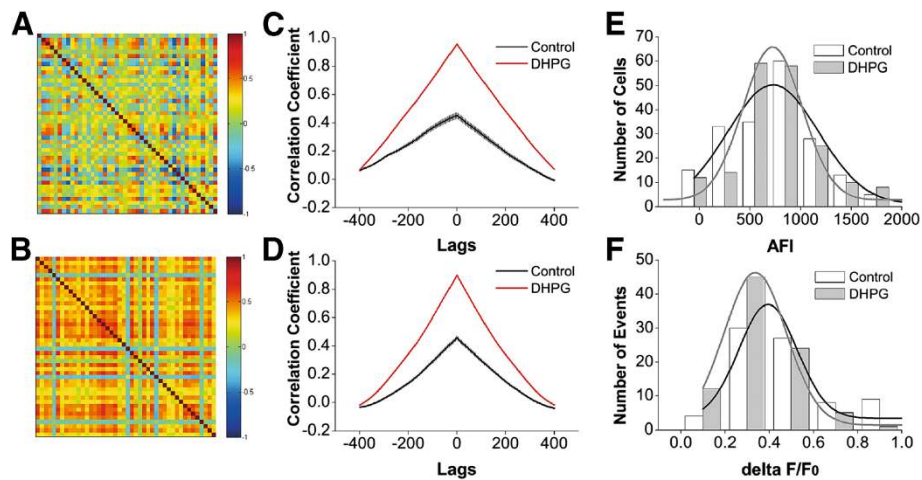 A
1
0.5
0
-0.5
-1
B
1
0.5
0
-0.5
-1
C
Correlation Coefficient
1.0
0.8
0.6
0.4
0.2
0.0
-0.2
-400 -200 0 200 400
Lags
Control
DHPG
D
Correlation Coefficient
1.0
0.8
0.6
0.4
0.2
0.0
-0.2
-400 -200 0 200 400
Lags
Control
DHPG
E
Number of Cells
70
60
50
40
30
20
10
0
0 500 1000 1500 2000
AFI
Control
DHPG
F
Number of Events
50
40
30
20
10
0
0.0 0.2 0.4 0.6 0.8 1.0
delta F/F0
Control
DHPG